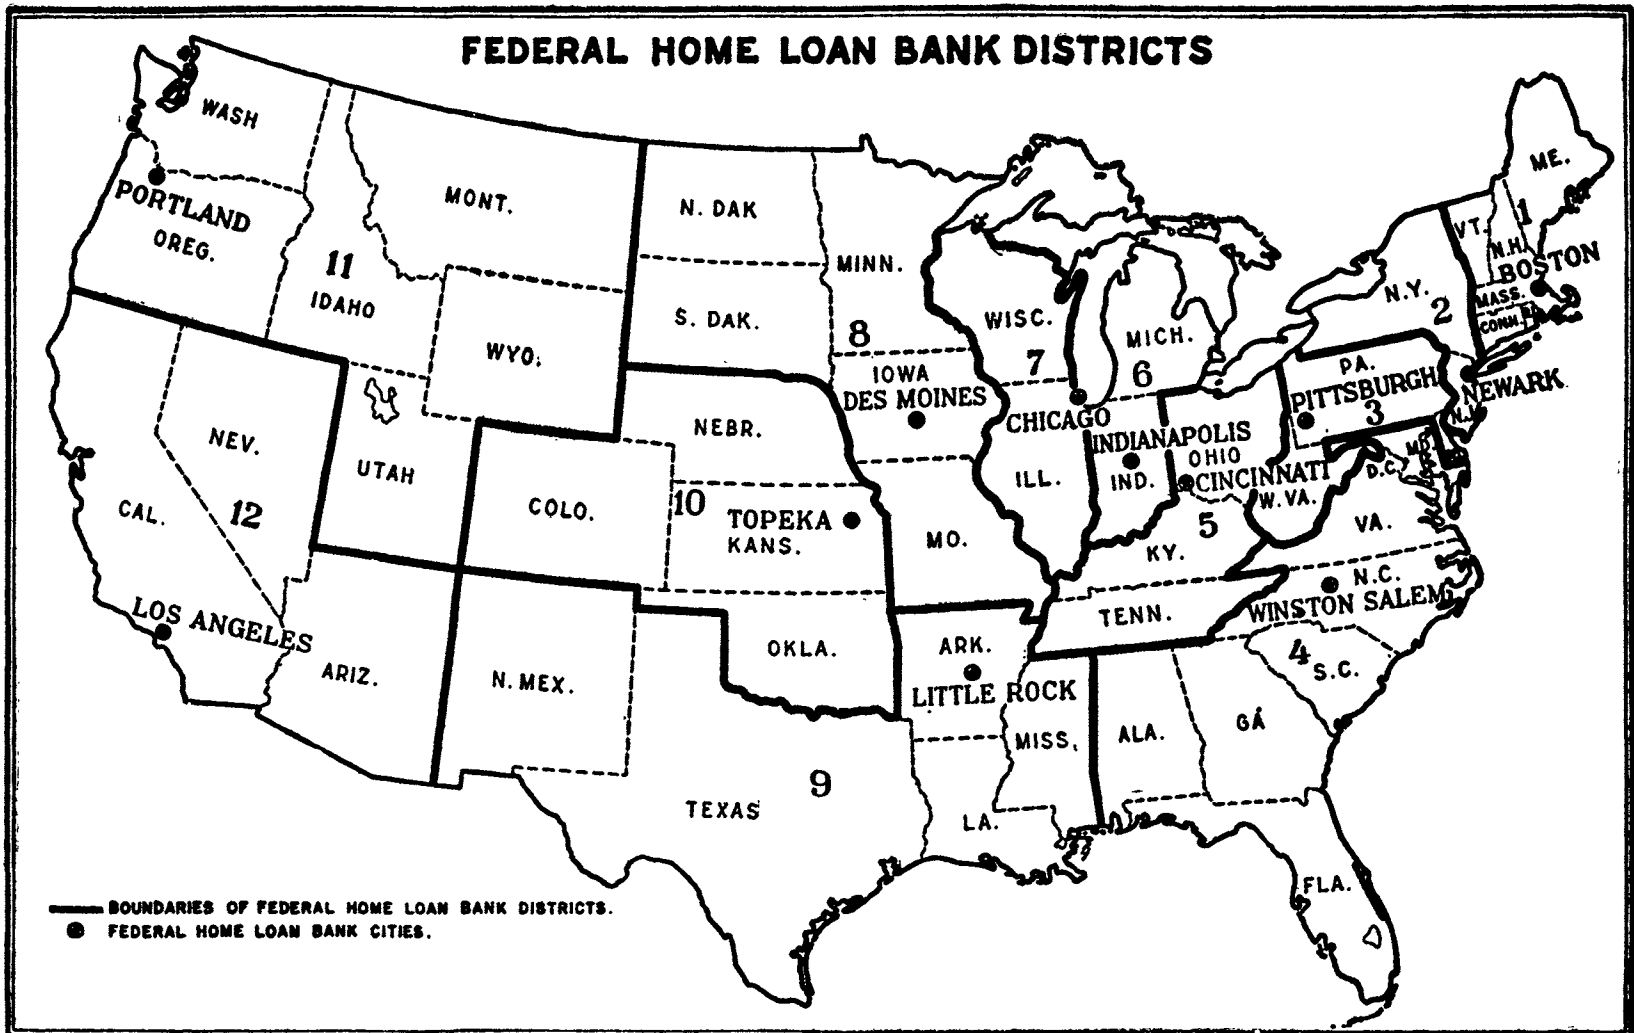 FEDERAL HOME LOAN BANK DISTRICTS
WASH
ME.
PORTLAND
MONT.
N. DAK
VT.
1
OREG.
N.H.
MINN.
BOSTON
11
IDAHO
N.Y.
MASS.
2
S. DAK.
WISC.
CONN.
8
MICH.
WYO.
7
6
PA.
IOWA
PITTSBURGH
NEWARK
DES MOINES
3
CHICAGO
N.J.
NEBR.
NEV.
INDIANAPOLIS
MD.
OHIO
UTAH
D.C.
CINCINNATI
ILL.
IND.
W.VA.
10
CAL.
12
COLO.
TOPEKA
KANS.
5
VA.
MO.
KY.
N.C.
LOS ANGELES
WINSTON SALEM
TENN.
OKLA.
ARK.
4
S.C.
ARIZ.
N. MEX.
LITTLE ROCK
MISS.
ALA.
GA
9
TEXAS
LA.
FLA.
BOUNDARIES OF FEDERAL HOME LOAN BANK DISTRICTS.
FEDERAL HOME LOAN BANK CITIES.